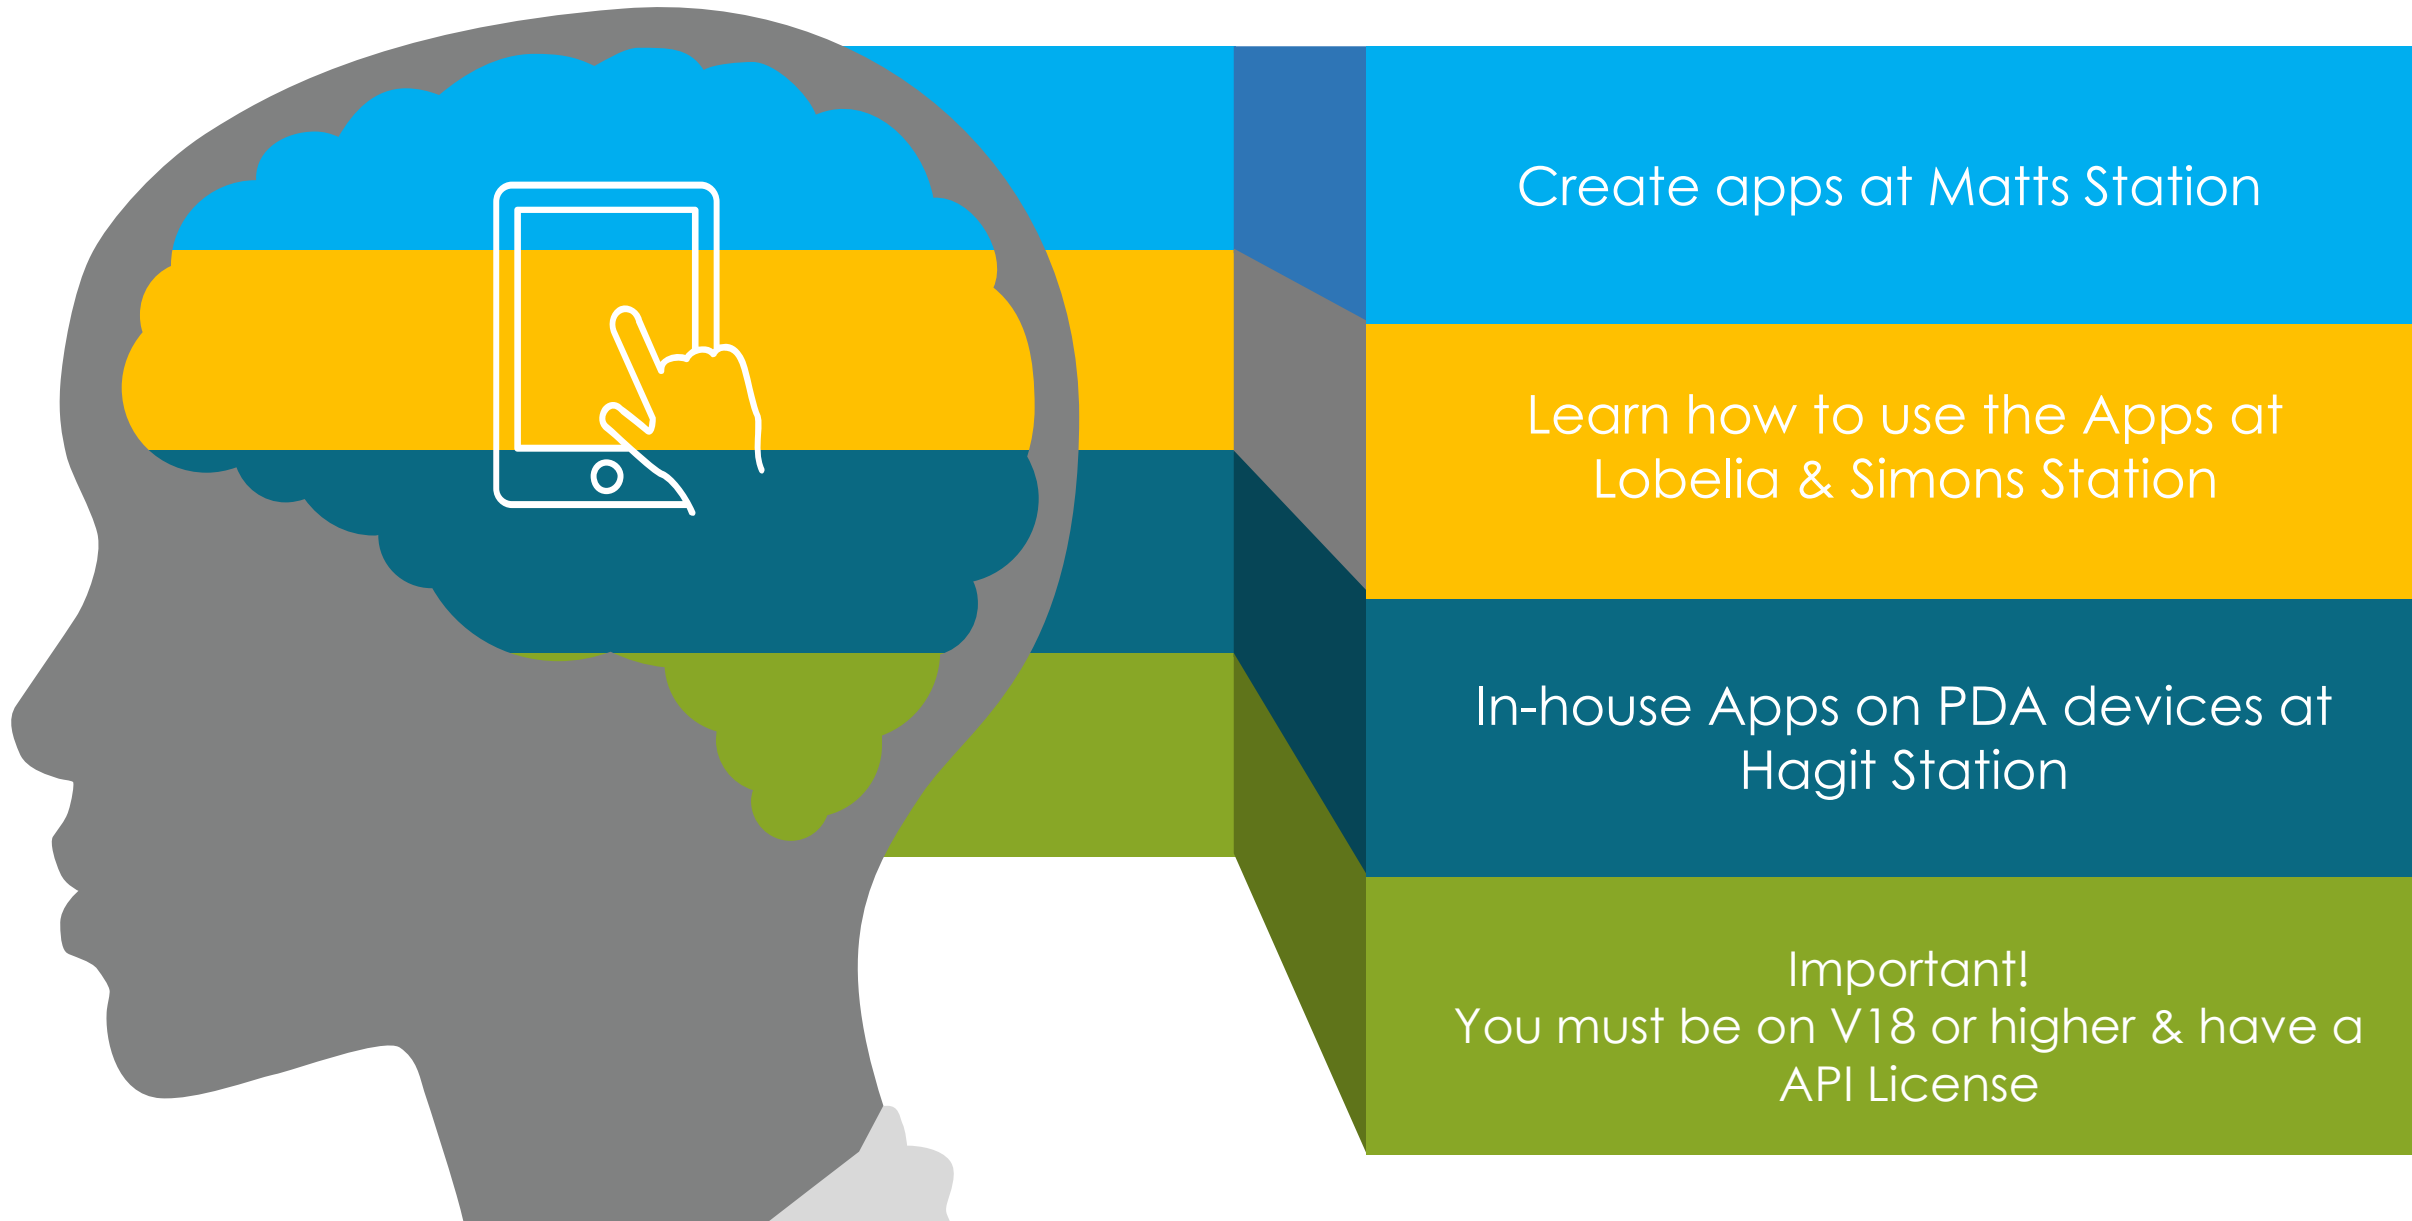 Create apps at Matts Station
Learn how to use the Apps at
Lobelia & Simons Station
In-house Apps on PDA devices at
Hagit Station
Important!
You must be on V18 or higher & have a
API License